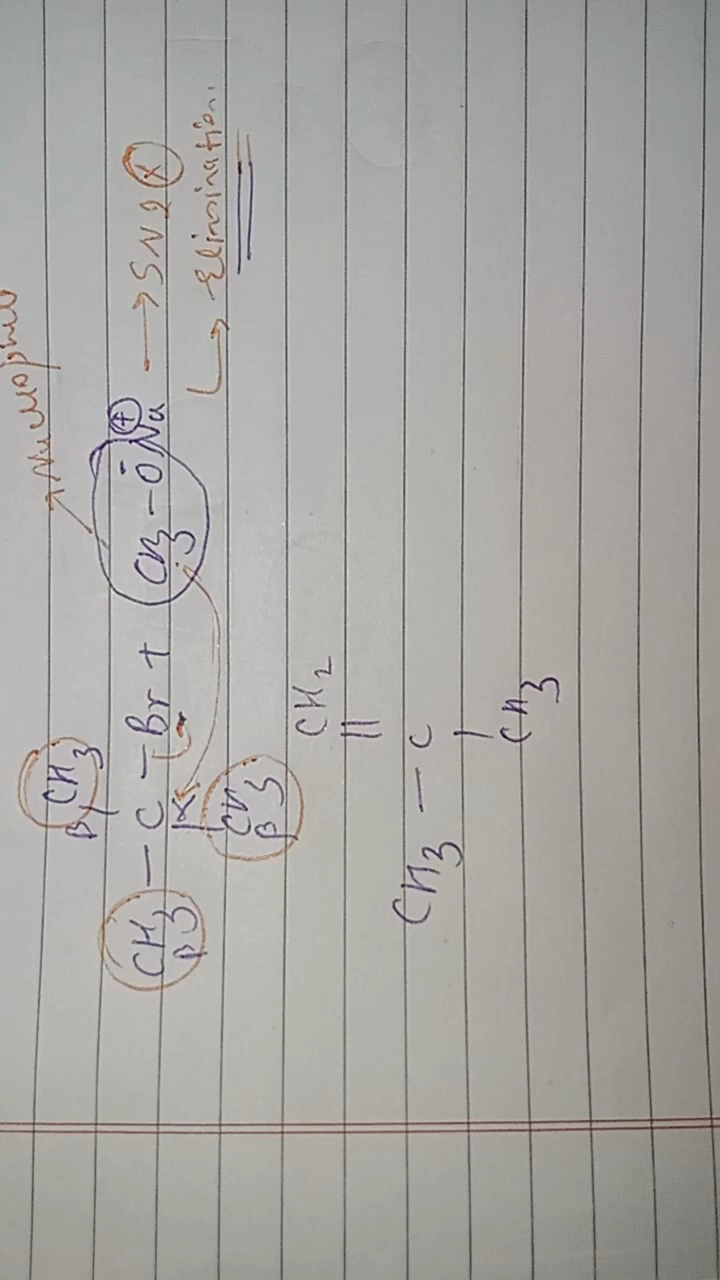 Nucleophile
CH3
β
CH3 — C — Br + CH3 — Ō Na ⊕ → SN2 ⓧ
β α
CH3
β
↳ Elimination.
CH2
||
CH3 — C
|
CH3